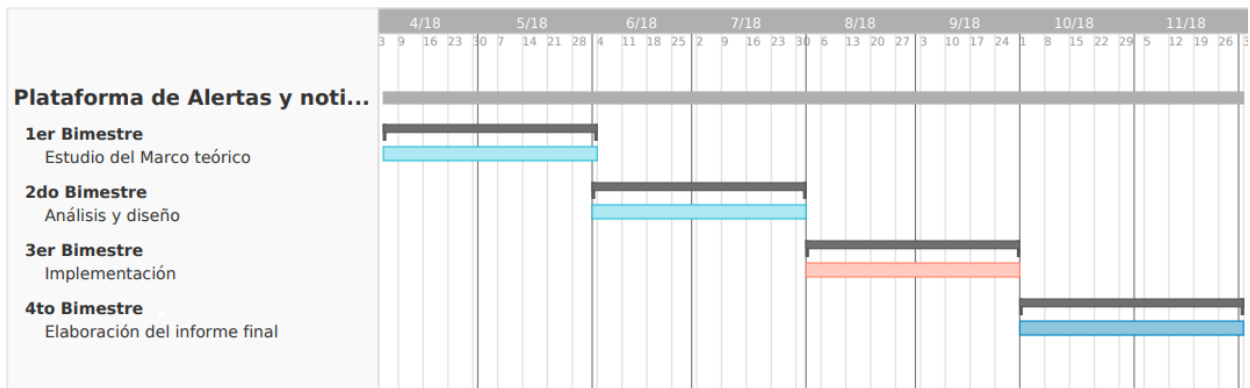 4/18 5/18 6/18 7/18 8/18 9/18 10/18 11/18
3 9 16 23 30 7 14 21 28 4 11 18 25 2 9 16 23 30 6 13 20 27 3 10 17 24 1 8 15 22 29 5 12 19 26 3
Plataforma de Alertas y noti...
1er Bimestre
Estudio del Marco teórico
2do Bimestre
Análisis y diseño
3er Bimestre
Implementación
4to Bimestre
Elaboración del informe final